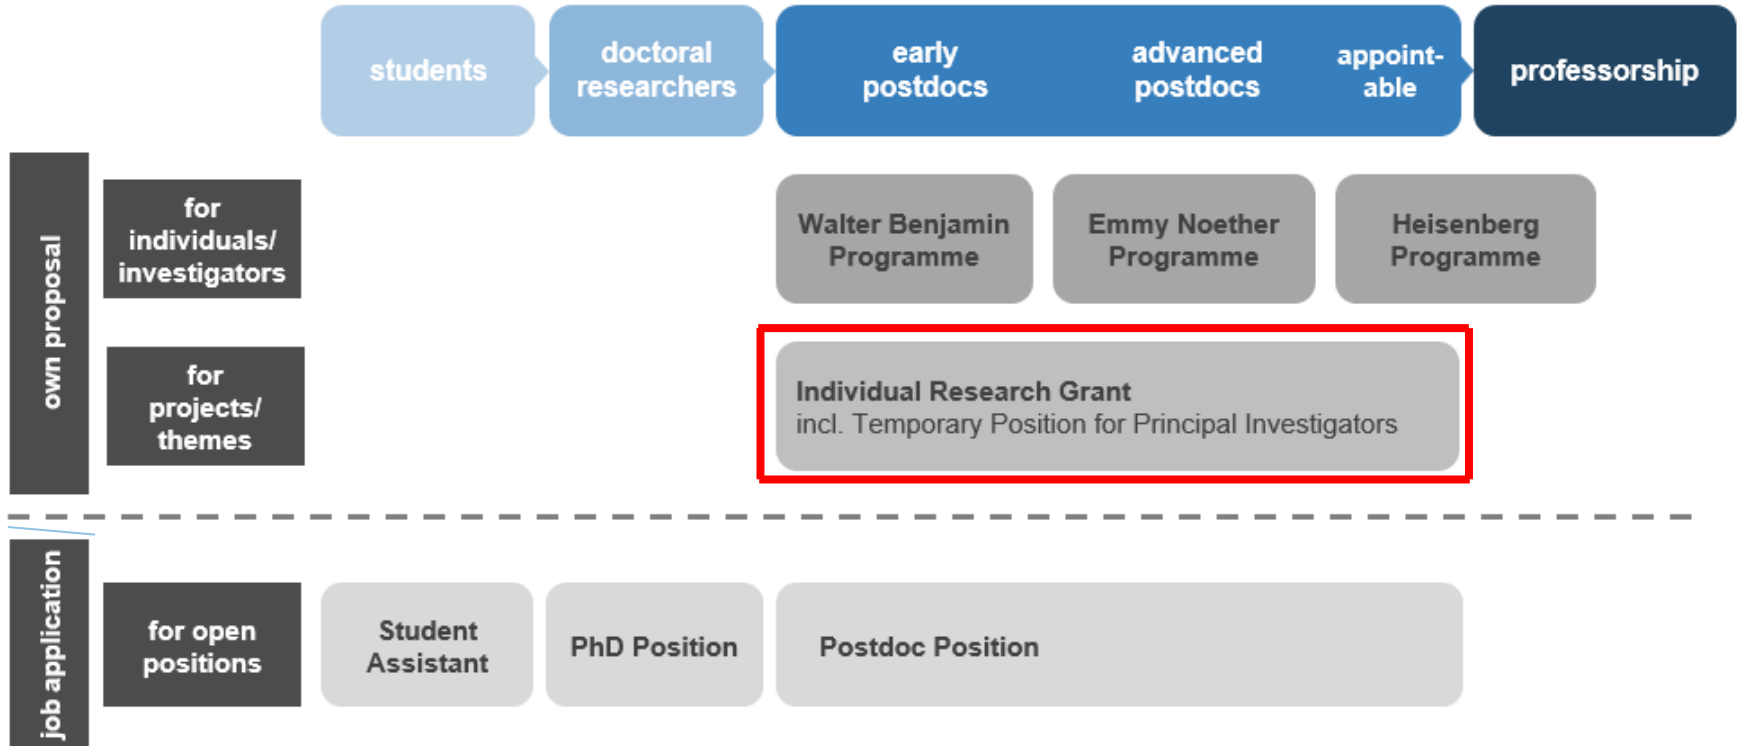 students
doctoral
researchers
early
postdocs
advanced
postdocs
appoint-
able
professorship
own proposal
for
individuals/
investigators
Walter Benjamin
Programme
Emmy Noether
Programme
Heisenberg
Programme
for
projects/
themes
Individual Research Grant
incl. Temporary Position for Principal Investigators
job application
for open
positions
Student
Assistant
PhD Position
Postdoc Position